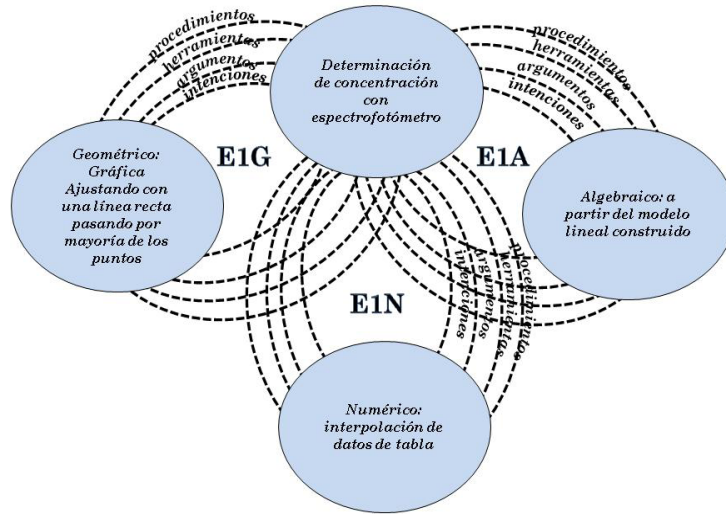 procedimientos
herramientas
argumentos
intenciones
Determinación
de concentración
con
espectrofotómetro
procedimientos
herramientas
argumentos
intenciones
E1G
E1A
Geométrico:
Gráfica
Ajustando con
una línea recta
pasando por
mayoría de los
puntos
Algebraico: a
partir del modelo
lineal construido
E1N
intenciones
argumentos
herramientas
procedimientos
Numérico:
interpolación de
datos de tabla